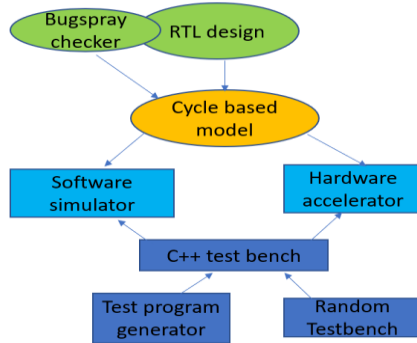 Bugspray
checker
RTL design
Cycle based
model
Software
simulator
Hardware
accelerator
C++ test bench
Test program
generator
Random
Testbench